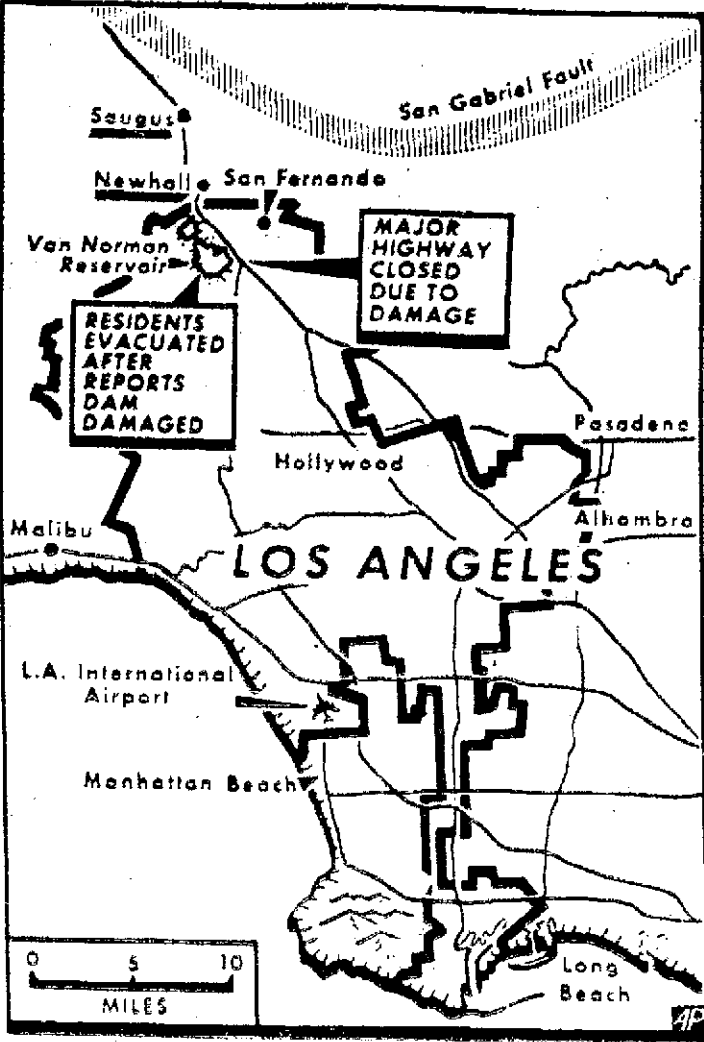 San Gabriel Fault
Saugus
Newhall
San Fernando
Van Norman
Reservoir
MAJOR
HIGHWAY
CLOSED
DUE TO
DAMAGE
RESIDENTS
EVACUATED
AFTER
REPORTS
DAM
DAMAGED
Pasadena
Hollywood
Alhambra
Malibu
LOS ANGELES
L.A. International
Airport
Manhattan Beach
0 5 10
MILES
Long
Beach
AP